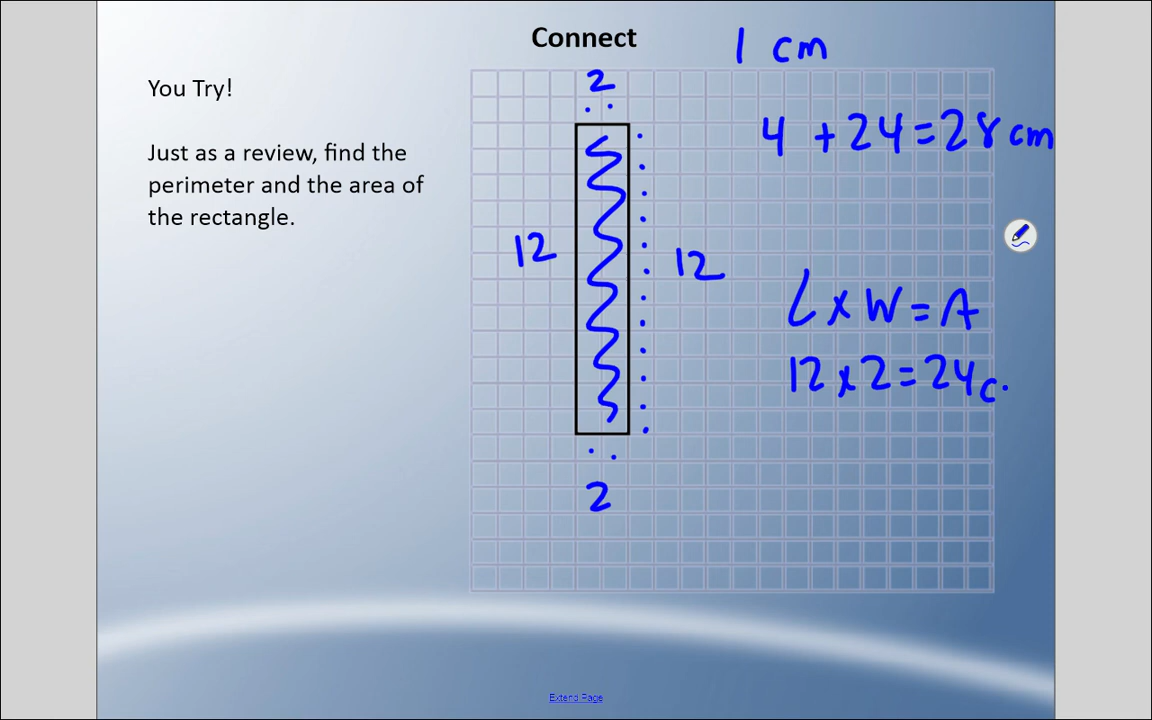 Connect
1 cm
You Try!
Just as a review, find the
perimeter and the area of
the rectangle.
2
4 + 24 = 28 cm
12
12
L x W = A
12 x 2 = 24 c.
2
Extend Page